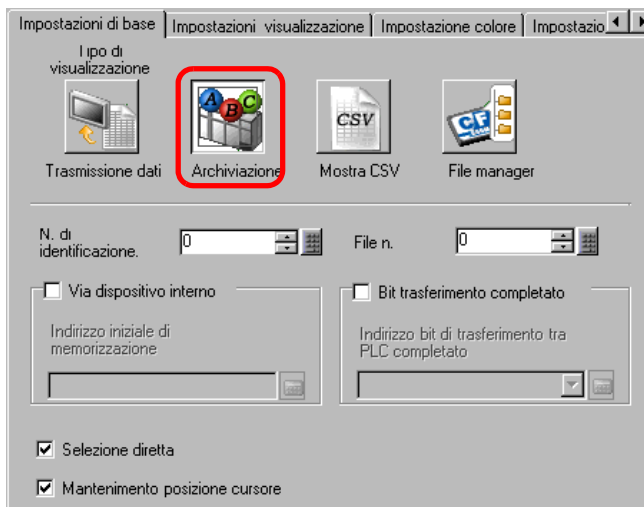 Impostazioni di base
Impostazioni visualizzazione
Impostazione colore
Impostazio
Tipo di
visualizzazione
A B C
CSV
CF
Trasmissione dati
Archiviazione
Mostra CSV
File manager
N. di
identificazione.
0
File n.
0
Via dispositivo interno
Bit trasferimento completato
Indirizzo iniziale di
memorizzazione
Indirizzo bit di trasferimento tra
PLC completato
Selezione diretta
Mantenimento posizione cursore